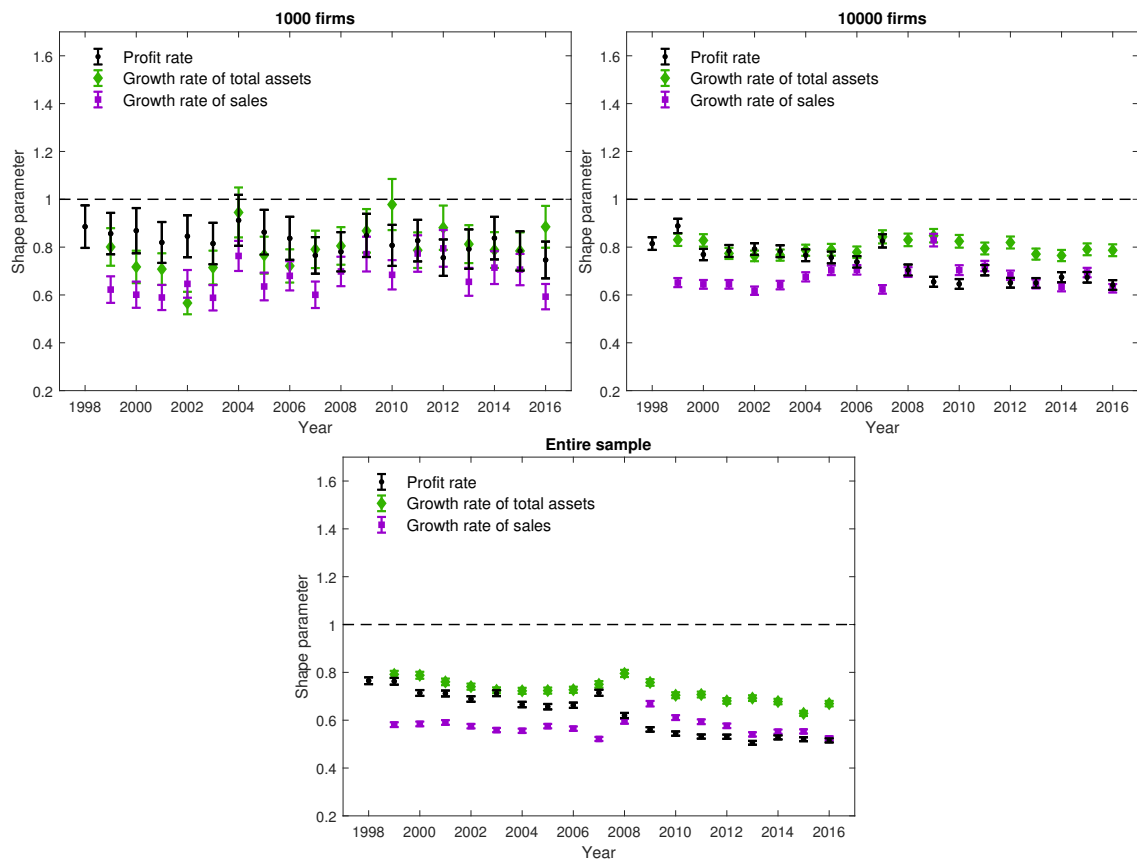 1000 firms
Profit rate
Growth rate of total assets
Growth rate of sales
Shape parameter
1.6
1.4
1.2
1
0.8
0.6
0.4
0.2
1998 2000 2002 2004 2006 2008 2010 2012 2014 2016
Year
10000 firms
Profit rate
Growth rate of total assets
Growth rate of sales
Shape parameter
1.6
1.4
1.2
1
0.8
0.6
0.4
0.2
1998 2000 2002 2004 2006 2008 2010 2012 2014 2016
Year
Entire sample
Profit rate
Growth rate of total assets
Growth rate of sales
Shape parameter
1.6
1.4
1.2
1
0.8
0.6
0.4
0.2
1998 2000 2002 2004 2006 2008 2010 2012 2014 2016
Year